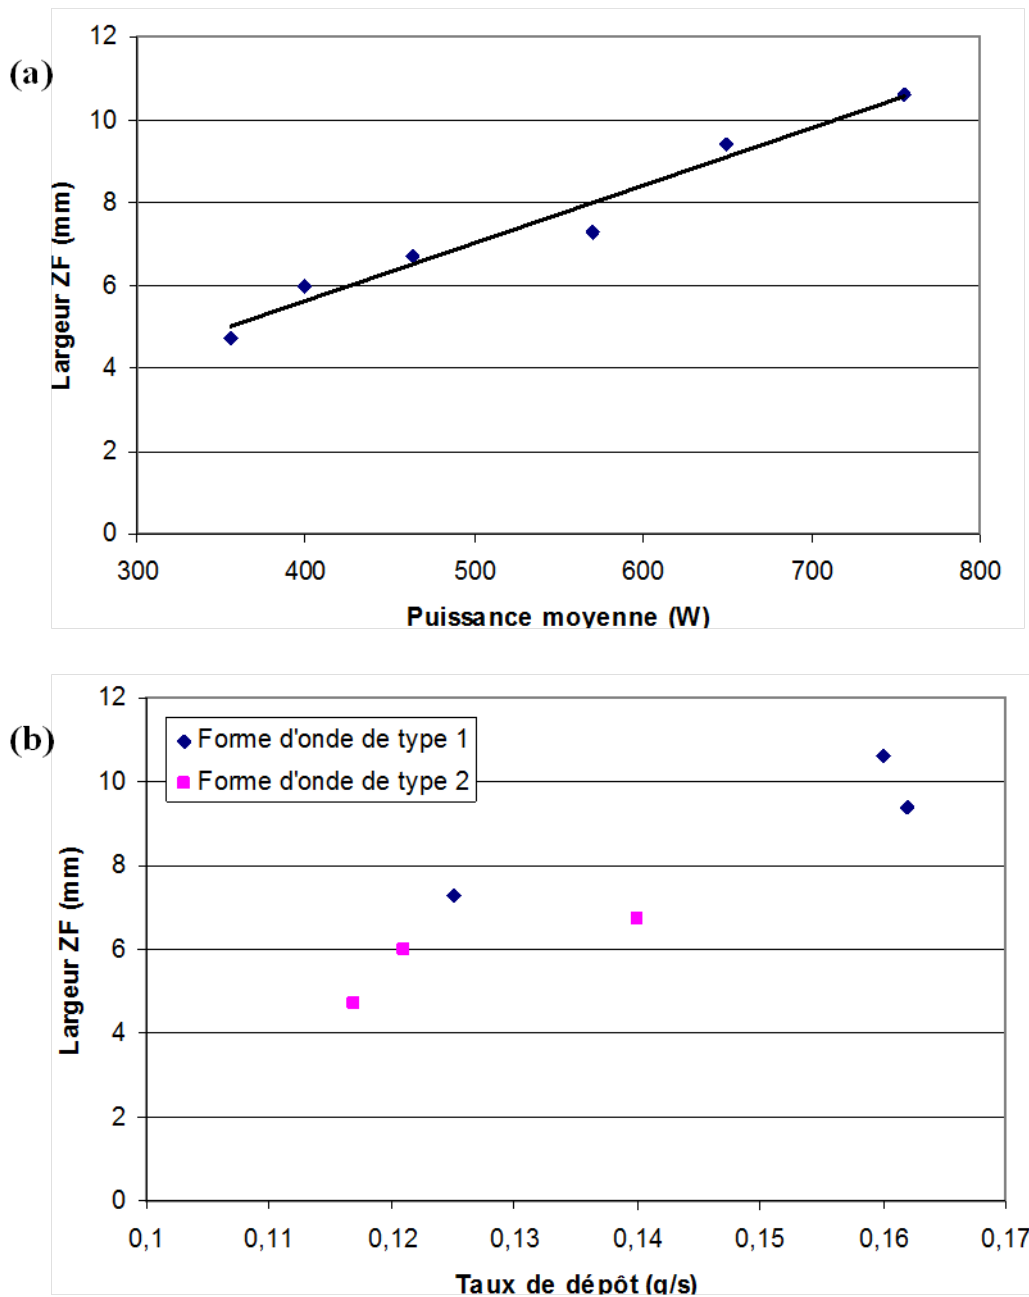 (a)
12
10
8
6
4
2
0
Largeur ZF (mm)
300 400 500 600 700 800
Puissance moyenne (W)
(b)
12
10
8
6
4
2
0
Largeur ZF (mm)
Forme d'onde de type 1
Forme d'onde de type 2
0,1 0,11 0,12 0,13 0,14 0,15 0,16 0,17
Taux de dépôt (g/s)